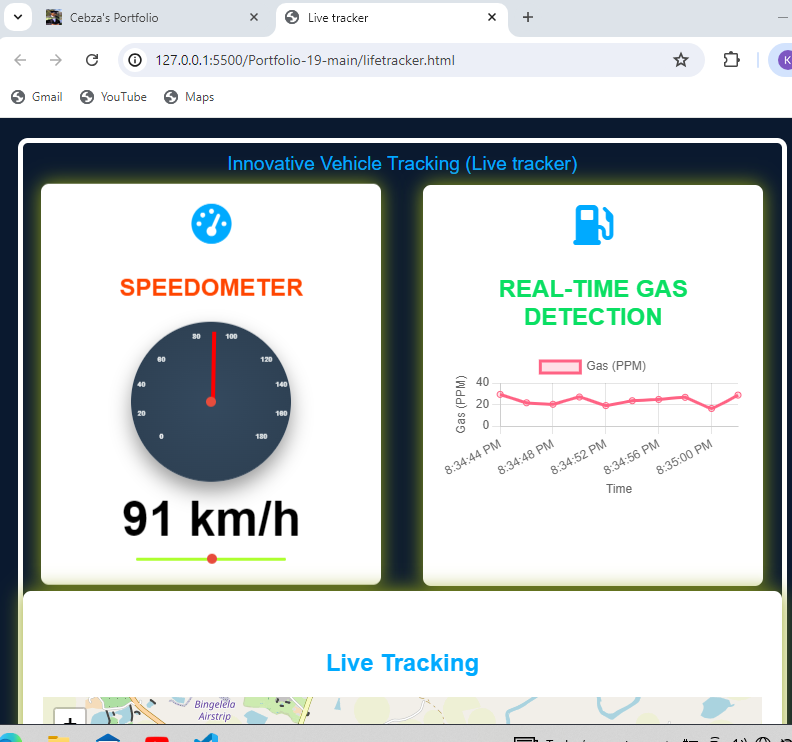 Cebza's Portfolio
Live tracker
127.0.0.1:5500/Portfolio-19-main/lifetracker.html
K
Gmail
YouTube
Maps
Innovative Vehicle Tracking (Live tracker)
SPEEDOMETER
0
20
40
60
80
100
120
140
160
180
91 km/h
REAL-TIME GAS
DETECTION
Gas (PPM)
Gas (PPM)
40
20
0
8:34:44 PM
8:34:48 PM
8:34:52 PM
8:34:56 PM
8:35:00 PM
Time
Live Tracking
+
Bingelela
Airstrip